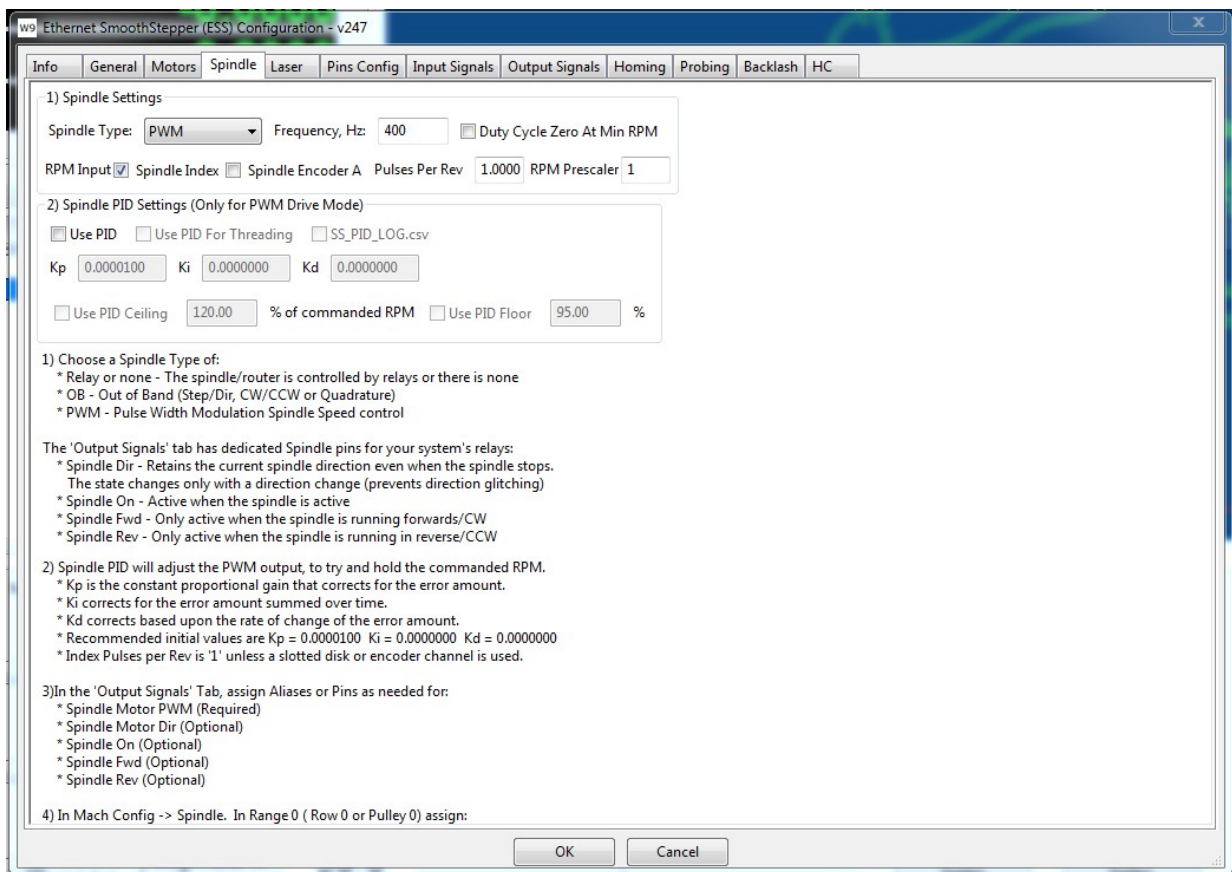 W9 Ethernet SmoothStepper (ESS) Configuration - v247
X
Info General Motors Spindle Laser Pins Config Input Signals Output Signals Homing Probing Backlash HC
1) Spindle Settings
Spindle Type: PWM Frequency, Hz: 400 Duty Cycle Zero At Min RPM
RPM Input Spindle Index Spindle Encoder A Pulses Per Rev 1.0000 RPM Prescaler 1
2) Spindle PID Settings (Only for PWM Drive Mode)
Use PID Use PID For Threading SS_PID_LOG.csv
Kp 0.0000100 Ki 0.0000000 Kd 0.0000000
Use PID Ceiling 120.00 % of commanded RPM Use PID Floor 95.00 %
1) Choose a Spindle Type of:
* Relay or none - The spindle/router is controlled by relays or there is none
* OB - Out of Band (Step/Dir, CW/CCW or Quadrature)
* PWM - Pulse Width Modulation Spindle Speed control
The 'Output Signals' tab has dedicated Spindle pins for your system's relays:
* Spindle Dir - Retains the current spindle direction even when the spindle stops.
The state changes only with a direction change (prevents direction glitching)
* Spindle On - Active when the spindle is active
* Spindle Fwd - Only active when the spindle is running forwards/CW
* Spindle Rev - Only active when the spindle is running in reverse/CCW
2) Spindle PID will adjust the PWM output, to try and hold the commanded RPM.
* Kp is the constant proportional gain that corrects for the error amount.
* Ki corrects for the error amount summed over time.
* Kd corrects based upon the rate of change of the error amount.
* Recommended initial values are Kp = 0.0000100 Ki = 0.0000000 Kd = 0.0000000
* Index Pulses per Rev is '1' unless a slotted disk or encoder channel is used.
3)In the 'Output Signals' Tab, assign Aliases or Pins as needed for:
* Spindle Motor PWM (Required)
* Spindle Motor Dir (Optional)
* Spindle On (Optional)
* Spindle Fwd (Optional)
* Spindle Rev (Optional)
4) In Mach Config -> Spindle. In Range 0 ( Row 0 or Pulley 0) assign:
OK Cancel